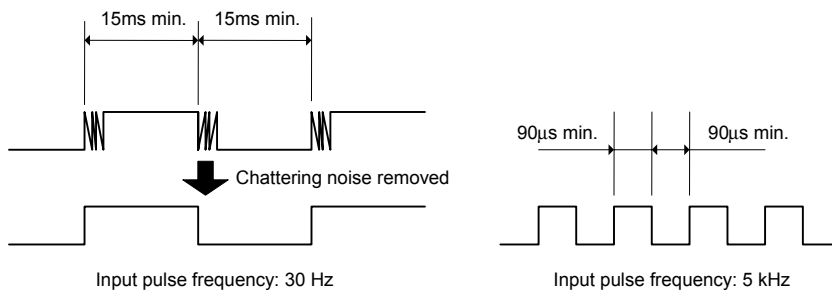 15ms min. 15ms min.
90μs min. 90μs min.
Chattering noise removed
Input pulse frequency: 30 Hz
Input pulse frequency: 5 kHz